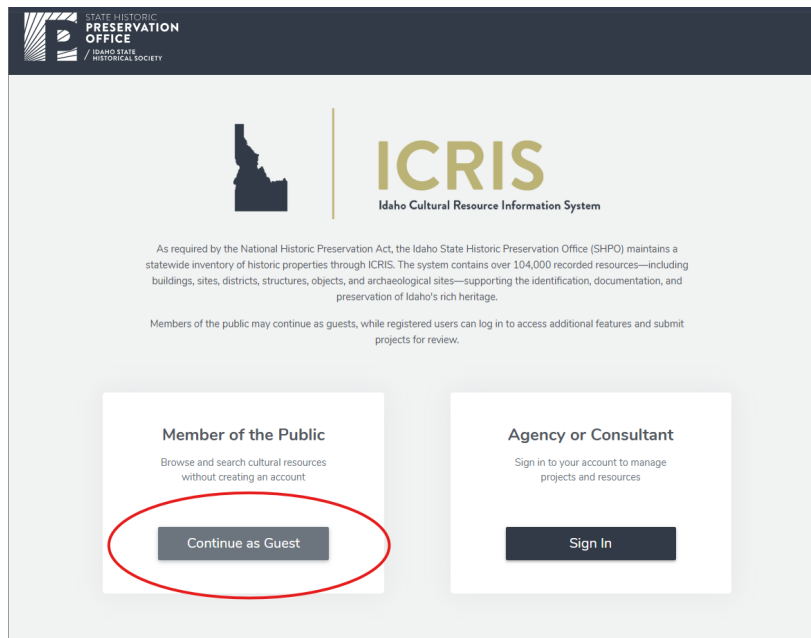 STATE HISTORIC
PRESERVATION
OFFICE
/ IDAHO STATE
HISTORICAL SOCIETY
ICRIS
Idaho Cultural Resource Information System
As required by the National Historic Preservation Act, the Idaho State Historic Preservation Office (SHPO) maintains a
statewide inventory of historic properties through ICRIS. The system contains over 104,000 recorded resources—including
buildings, sites, districts, structures, objects, and archaeological sites—supporting the identification, documentation, and
preservation of Idaho's rich heritage.
Members of the public may continue as guests, while registered users can log in to access additional features and submit
projects for review.
Member of the Public
Browse and search cultural resources
without creating an account
Continue as Guest
Agency or Consultant
Sign in to your account to manage
projects and resources
Sign In